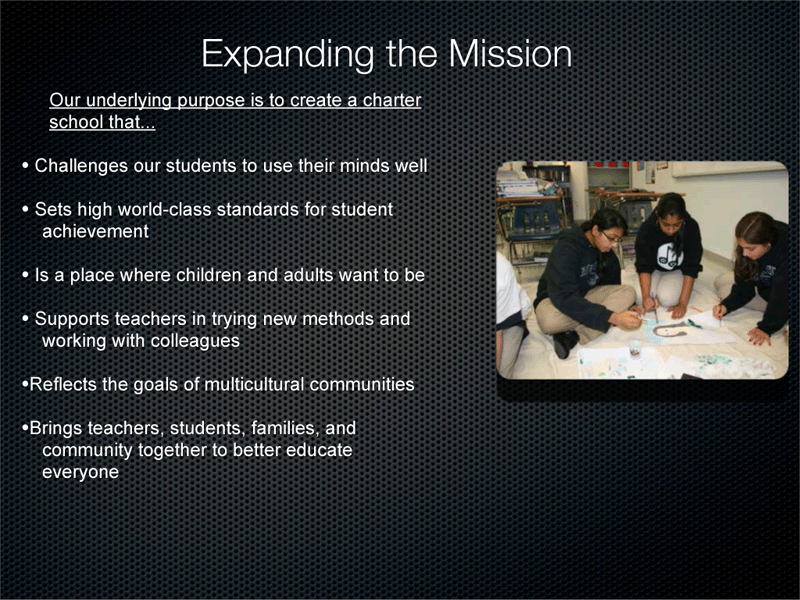 Expanding the Mission
Our underlying purpose is to create a charter
school that...
• Challenges our students to use their minds well
• Sets high world-class standards for student
achievement
• Is a place where children and adults want to be
• Supports teachers in trying new methods and
working with colleagues
•Reflects the goals of multicultural communities
•Brings teachers, students, families, and
community together to better educate
everyone